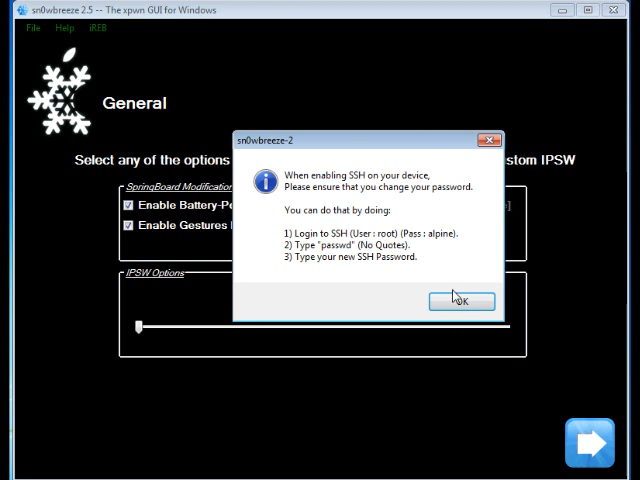 sn0wbreeze 2.5 -- The xpwn GUI for Windows
File Help iREB
General
Select any of the options
stom IPSW
SpringBoard Modification
Enable Battery-Pe
Enable Gestures
IPSW Options
sn0wbreeze-2
When enabling SSH on your device,
Please ensure that you change your password.
You can do that by doing:
1) Login to SSH (User : root) (Pass : alpine).
2) Type "passwd" (No Quotes).
3) Type your new SSH Password.
OK